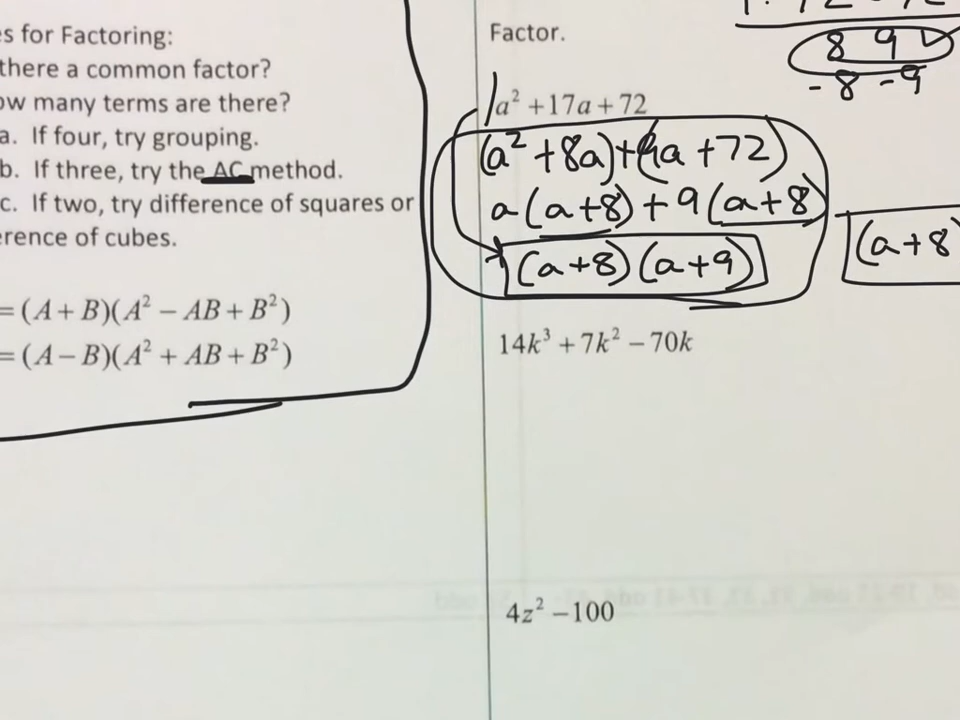 es for Factoring:
there a common factor?
ow many terms are there?
a. If four, try grouping.
b. If three, try the AC method.
c. If two, try difference of squares or
erence of cubes.
= (A + B)(A² − AB + B²)
= (A − B)(A² + AB + B²)
Factor.
8 9 ✓
-8 -9
1a² + 17a + 72
(a² + 8a) + (9a + 72)
a(a+8) + 9(a+8)
(a+8)(a+9)
(a+8)
14k³ + 7k² − 70k
4z² − 100